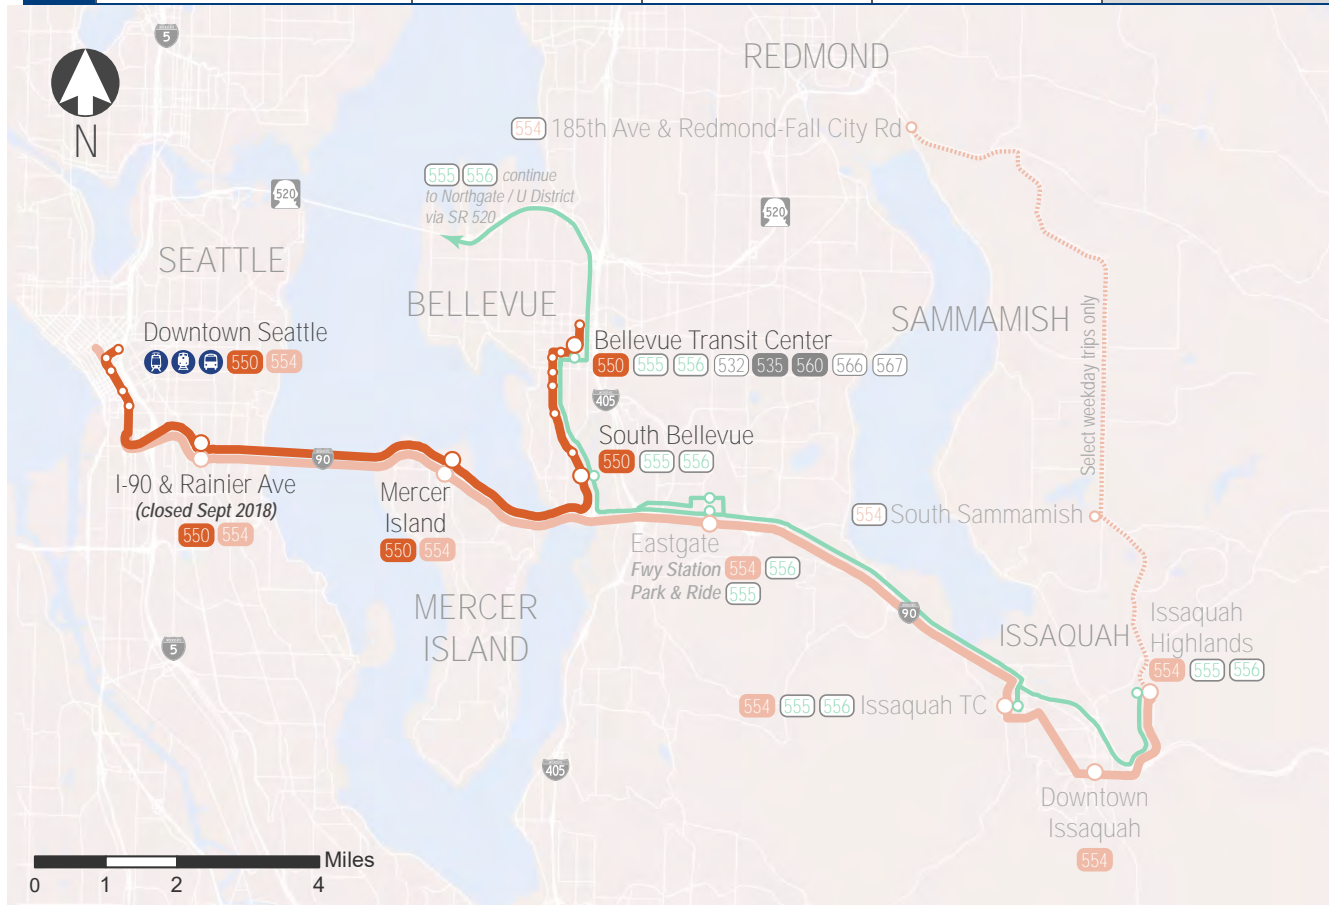 5
REDMOND
N
554 185th Ave & Redmond-Fall City Rd
555 556 continue
to Northgate / U District
via SR 520
520
520
SEATTLE
BELLEVUE
SAMMAMISH
Select weekday trips only
Downtown Seattle
550 554
Bellevue Transit Center
550 555 556 532 535 560 566 567
405
South Bellevue
550 555 556
90
I-90 & Rainier Ave
(closed Sept 2018)
550 554
Mercer
Island
550 554
554 South Sammamish
Eastgate
Fwy Station 554 556
Park & Ride 555
90
MERCER
ISLAND
5
ISSAQUAH
Issaquah
Highlands
554 555 556
554 555 556 Issaquah TC
405
Downtown
Issaquah
554
Miles
0 1 2 4